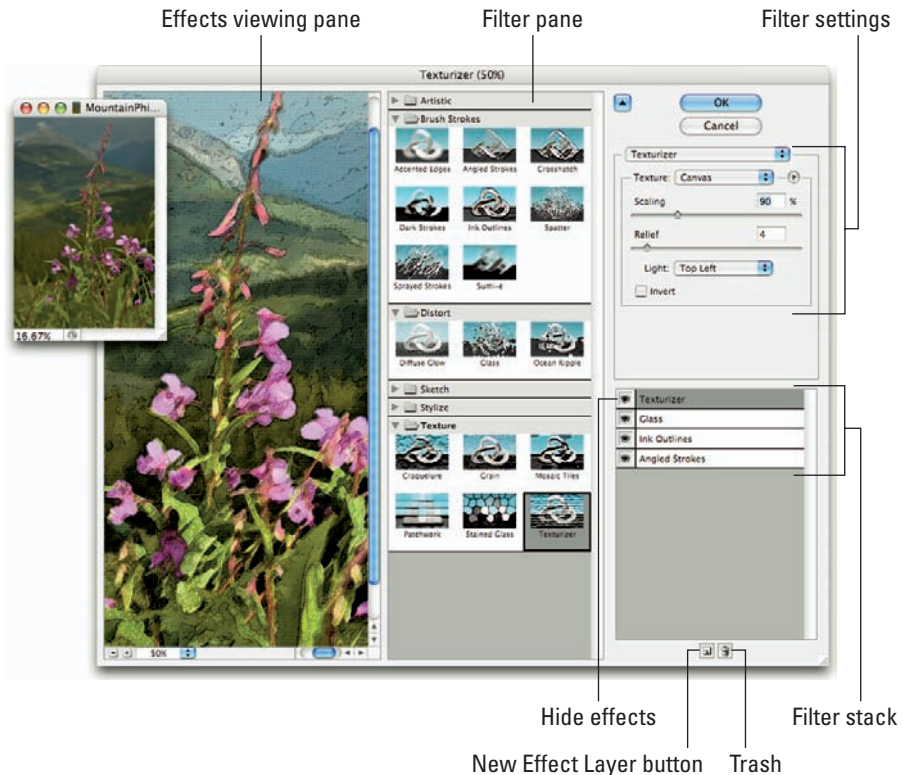 Effects viewing pane
Filter pane
Filter settings
Texturizer (50%)
MountainPhi...
16.67%
Artistic
Brush Strokes
Accented Edges
Angled Strokes
Crosshatch
Dark Strokes
Ink Outlines
Spatter
Sprayed Strokes
Sumi-e
Distort
Diffuse Glow
Glass
Ocean Ripple
Sketch
Stylize
Texture
Craquelure
Grain
Mosaic Tiles
Patchwork
Stained Glass
Texturizer
50%
OK
Cancel
Texturizer
Texture: Canvas
Scaling 90 %
Relief 4
Light: Top Left
Invert
Texturizer
Glass
Ink Outlines
Angled Strokes
Hide effects
Filter stack
New Effect Layer button
Trash